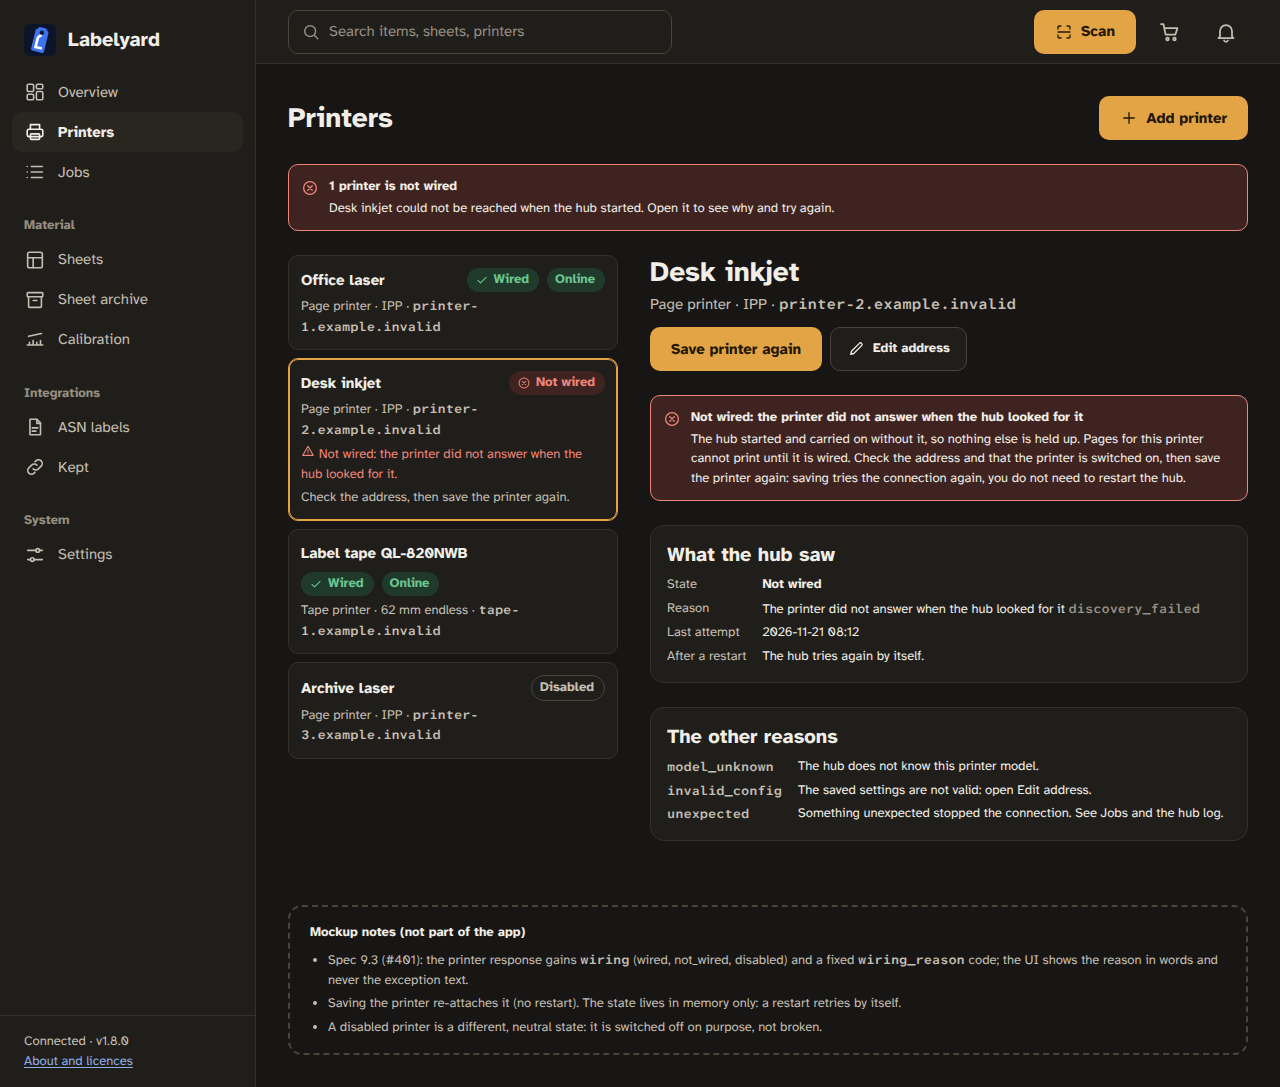 Labelyard
Search items, sheets, printers
Scan
Overview
Printers
Jobs
Material
Sheets
Sheet archive
Calibration
Integrations
ASN labels
Kept
System
Settings
Connected · v1.8.0
About and licences
Printers
Add printer
1 printer is not wired
Desk inkjet could not be reached when the hub started. Open it to see why and try again.
Office laser
Wired
Online
Page printer · IPP · printer-
1.example.invalid
Desk inkjet
Not wired
Page printer · IPP · printer-
2.example.invalid
Not wired: the printer did not answer when the
hub looked for it.
Check the address, then save the printer again.
Label tape QL-820NWB
Wired
Online
Tape printer · 62 mm endless · tape-
1.example.invalid
Archive laser
Disabled
Page printer · IPP · printer-
3.example.invalid
Desk inkjet
Page printer · IPP · printer-2.example.invalid
Save printer again
Edit address
Not wired: the printer did not answer when the hub looked for it
The hub started and carried on without it, so nothing else is held up. Pages for this printer
cannot print until it is wired. Check the address and that the printer is switched on, then save
the printer again: saving tries the connection again, you do not need to restart the hub.
What the hub saw
State Not wired
Reason The printer did not answer when the hub looked for it discovery_failed
Last attempt 2026-11-21 08:12
After a restart The hub tries again by itself.
The other reasons
model_unknown The hub does not know this printer model.
invalid_config The saved settings are not valid: open Edit address.
unexpected Something unexpected stopped the connection. See Jobs and the hub log.
Mockup notes (not part of the app)
• Spec 9.3 (#401): the printer response gains wiring (wired, not_wired, disabled) and a fixed wiring_reason code; the UI shows the reason in words and
never the exception text.
• Saving the printer re-attaches it (no restart). The state lives in memory only: a restart retries by itself.
• A disabled printer is a different, neutral state: it is switched off on purpose, not broken.